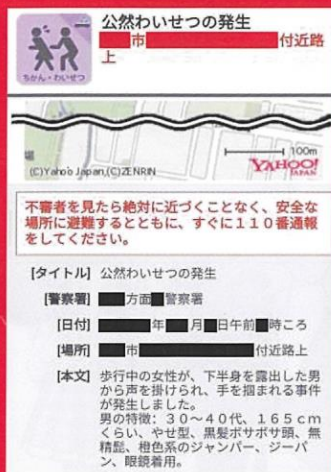 ちかん・わいせつ
公然わいせつの発生
市 付近路
上
場
100m
(C)Yahoo Japan,(C)ZENRIN
YAHOO!
JAPAN
不審者を見たら絶対に近づくことなく、安全な
場所に避難するとともに、すぐに１１０番通報
をしてください。
[タイトル] 公然わいせつの発生
[警察署] 方面 警察署
[日付] 年 月 日午前 時ころ
[場所] 市 付近路上
[本文] 歩行中の女性が、下半身を露出した男
から声を掛けられ、手を掴まれる事件
が発生しました。
男の特徴：３０～４０代、１６５ｃｍ
くらい、やせ型、黒髪ボサボサ頭、無
精髭、橙色系のジャンパー、ジーパ
ン、眼鏡着用。